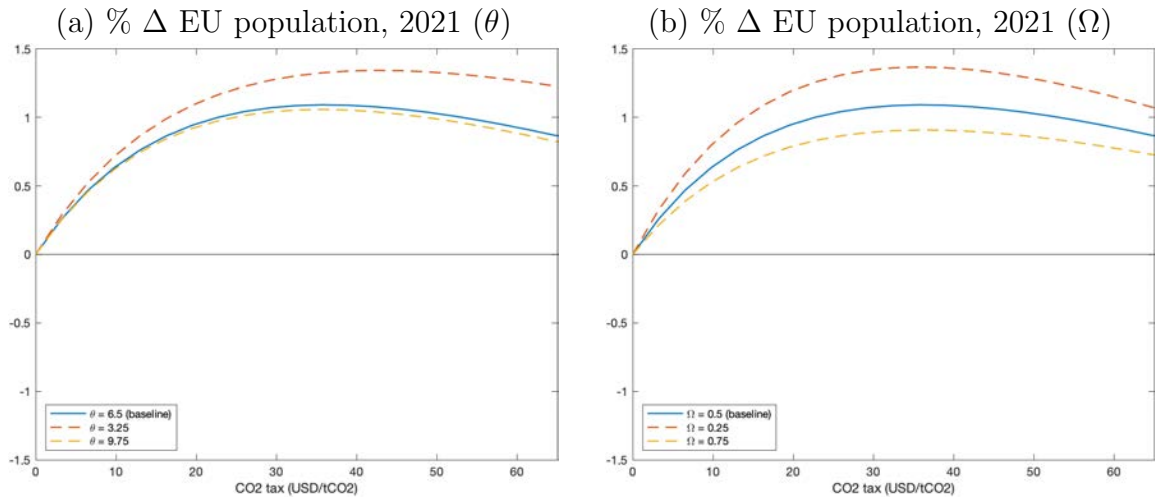 (a) % Δ EU population, 2021 (θ)
1.5
1
0.5
0
-0.5
-1
-1.5
θ = 6.5 (baseline)
θ = 3.25
θ = 9.75
0 10 20 30 40 50 60
CO2 tax (USD/tCO2)
(b) % Δ EU population, 2021 (Ω)
1.5
1
0.5
0
-0.5
-1
-1.5
Ω = 0.5 (baseline)
Ω = 0.25
Ω = 0.75
0 10 20 30 40 50 60
CO2 tax (USD/tCO2)